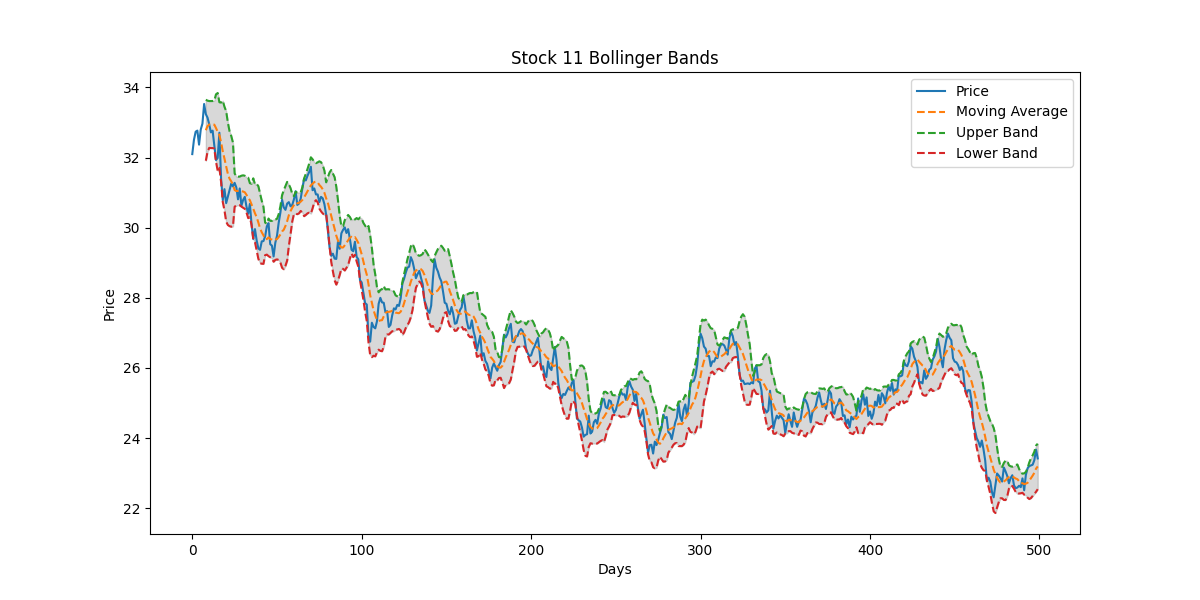 Stock 11 Bollinger Bands
Price
Moving Average
Upper Band
Lower Band
34
32
30
28
26
24
22
Price
0
100
200
300
400
500
Days